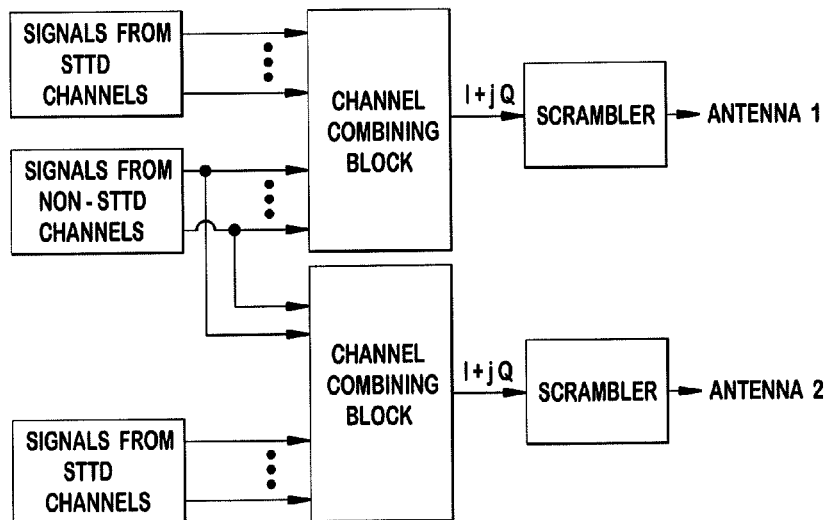 SIGNALS FROM
STTD
CHANNELS
CHANNEL
COMBINING
BLOCK
I+jQ
SCRAMBLER
ANTENNA 1
SIGNALS FROM
NON-STTD
CHANNELS
CHANNEL
COMBINING
BLOCK
I+jQ
SCRAMBLER
ANTENNA 2
SIGNALS FROM
STTD
CHANNELS